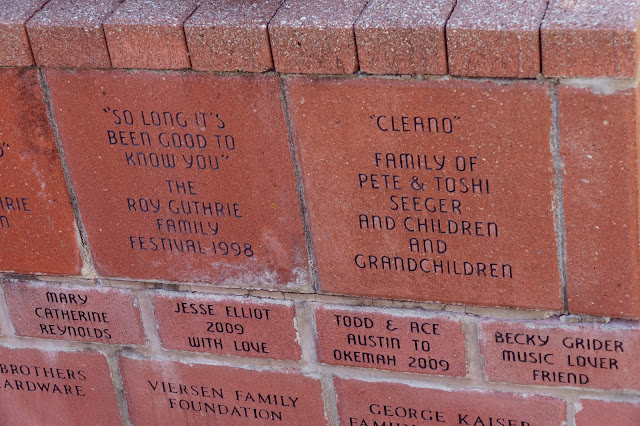 "SO LONG IT'S
BEEN GOOD TO
KNOW YOU"
THE
ROY GUTHRIE
FAMILY
FESTIVAL 1998
"CLEANO"
FAMILY OF
PETE & TOSHI
SEEGER
AND CHILDREN
AND
GRANDCHILDREN
MARY
CATHERINE
REYNOLDS
JESSE ELLIOT
2009
WITH LOVE
TODD & ACE
AUSTIN TO
OKEMAH 2009
BECKY GRIDER
MUSIC LOVER
FRIEND
BROTHERS
VIERSEN FAMILY
FOUNDATION
GEORGE KAISER